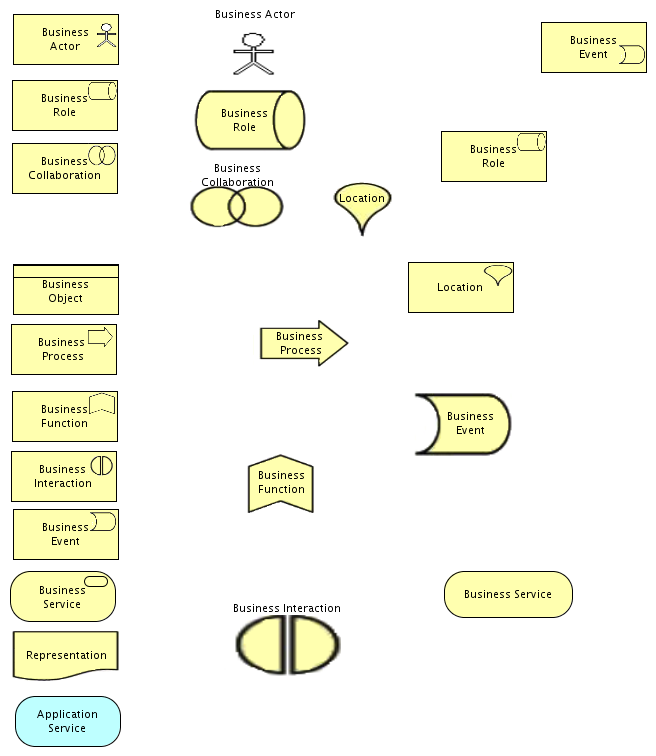 Business Actor
Business
Actor
Business
Event
Business
Role
Business
Role
Business
Role
Business
Collaboration
Business
Collaboration
Location
Business
Object
Location
Business
Process
Business
Process
Business
Function
Business
Event
Business
Interaction
Business
Function
Business
Event
Business
Service
Business Service
Business Interaction
Representation
Application
Service